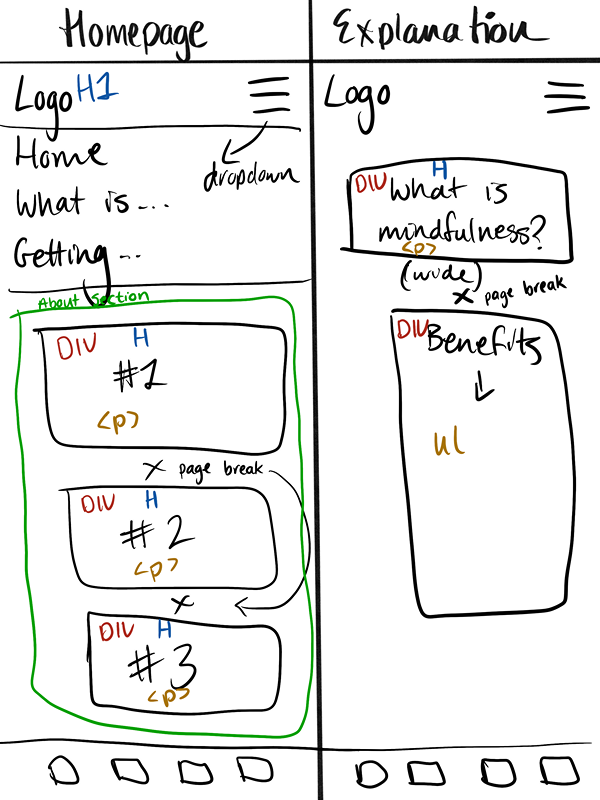 Homepage
Logo H1
Home
dropdown
What is ...
Getting ...
About Section
DIV H
#1
<p>
x page break
DIV H
#2
<p>
x
DIV H
#3
<p>
Explanation
Logo
DIV H
What is
mindfulness?
<p>
(wide)
x page break
DIV Benefits
ul